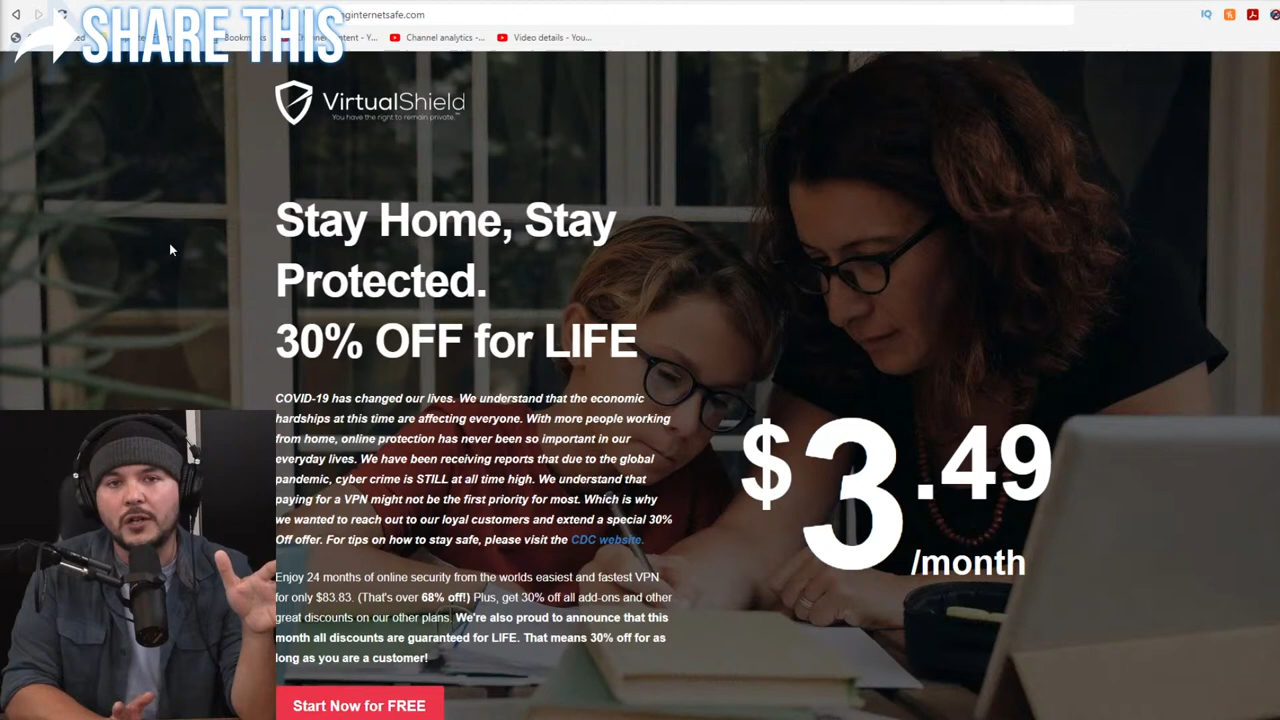 SHARE THIS
nginternetsafe.com
Bookmarks
Channel content - Y...
Channel analytics -...
Video details - You...
VirtualShield
You have the right to remain private.™
Stay Home, Stay
Protected.
30% OFF for LIFE
COVID-19 has changed our lives. We understand that the economic
hardships at this time are affecting everyone. With more people working
from home, online protection has never been so important in our
everyday lives. We have been receiving reports that due to the global
pandemic, cyber crime is STILL at all time high. We understand that
paying for a VPN might not be the first priority for most. Which is why
we wanted to reach out to our loyal customers and extend a special 30%
Off offer. For tips on how to stay safe, please visit the CDC website.
$3.49
/month
Enjoy 24 months of online security from the worlds easiest and fastest VPN
for only $83.83. (That's over 68% off!) Plus, get 30% off all add-ons and other
great discounts on our other plans. We're also proud to announce that this
month all discounts are guaranteed for LIFE. That means 30% off for as
long as you are a customer!
Start Now for FREE